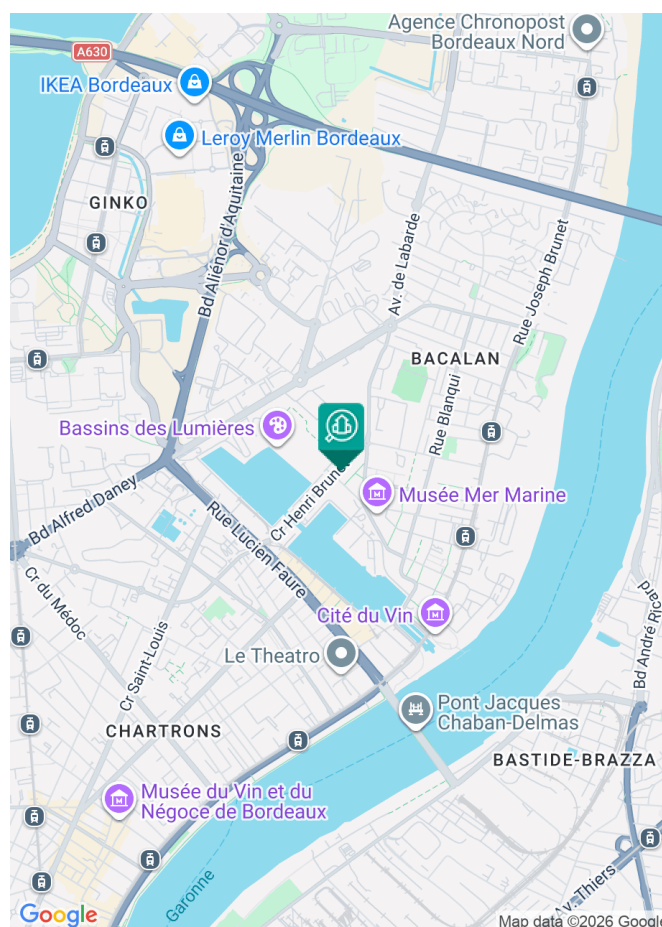 Agence Chronopost
Bordeaux Nord
A630
IKEA Bordeaux
Leroy Merlin Bordeaux
GINKO
Bd Aliénor d'Aquitaine
Av. de Labarde
Rue Joseph Brunet
BACALAN
Rue Blanqui
Bassins des Lumières
Musée Mer Marine
Cr Henri Brunet
Bd Alfred Daney
Rue Lucien Faure
Cr du Médoc
Cr Saint-Louis
Cité du Vin
Le Theatro
Bd André Ricard
Pont Jacques
Chaban-Delmas
CHARTRONS
BASTIDE-BRAZZA
Musée du Vin et du
Négoce de Bordeaux
Garonne
Av. Thiers
Google
Map data ©2026 Google